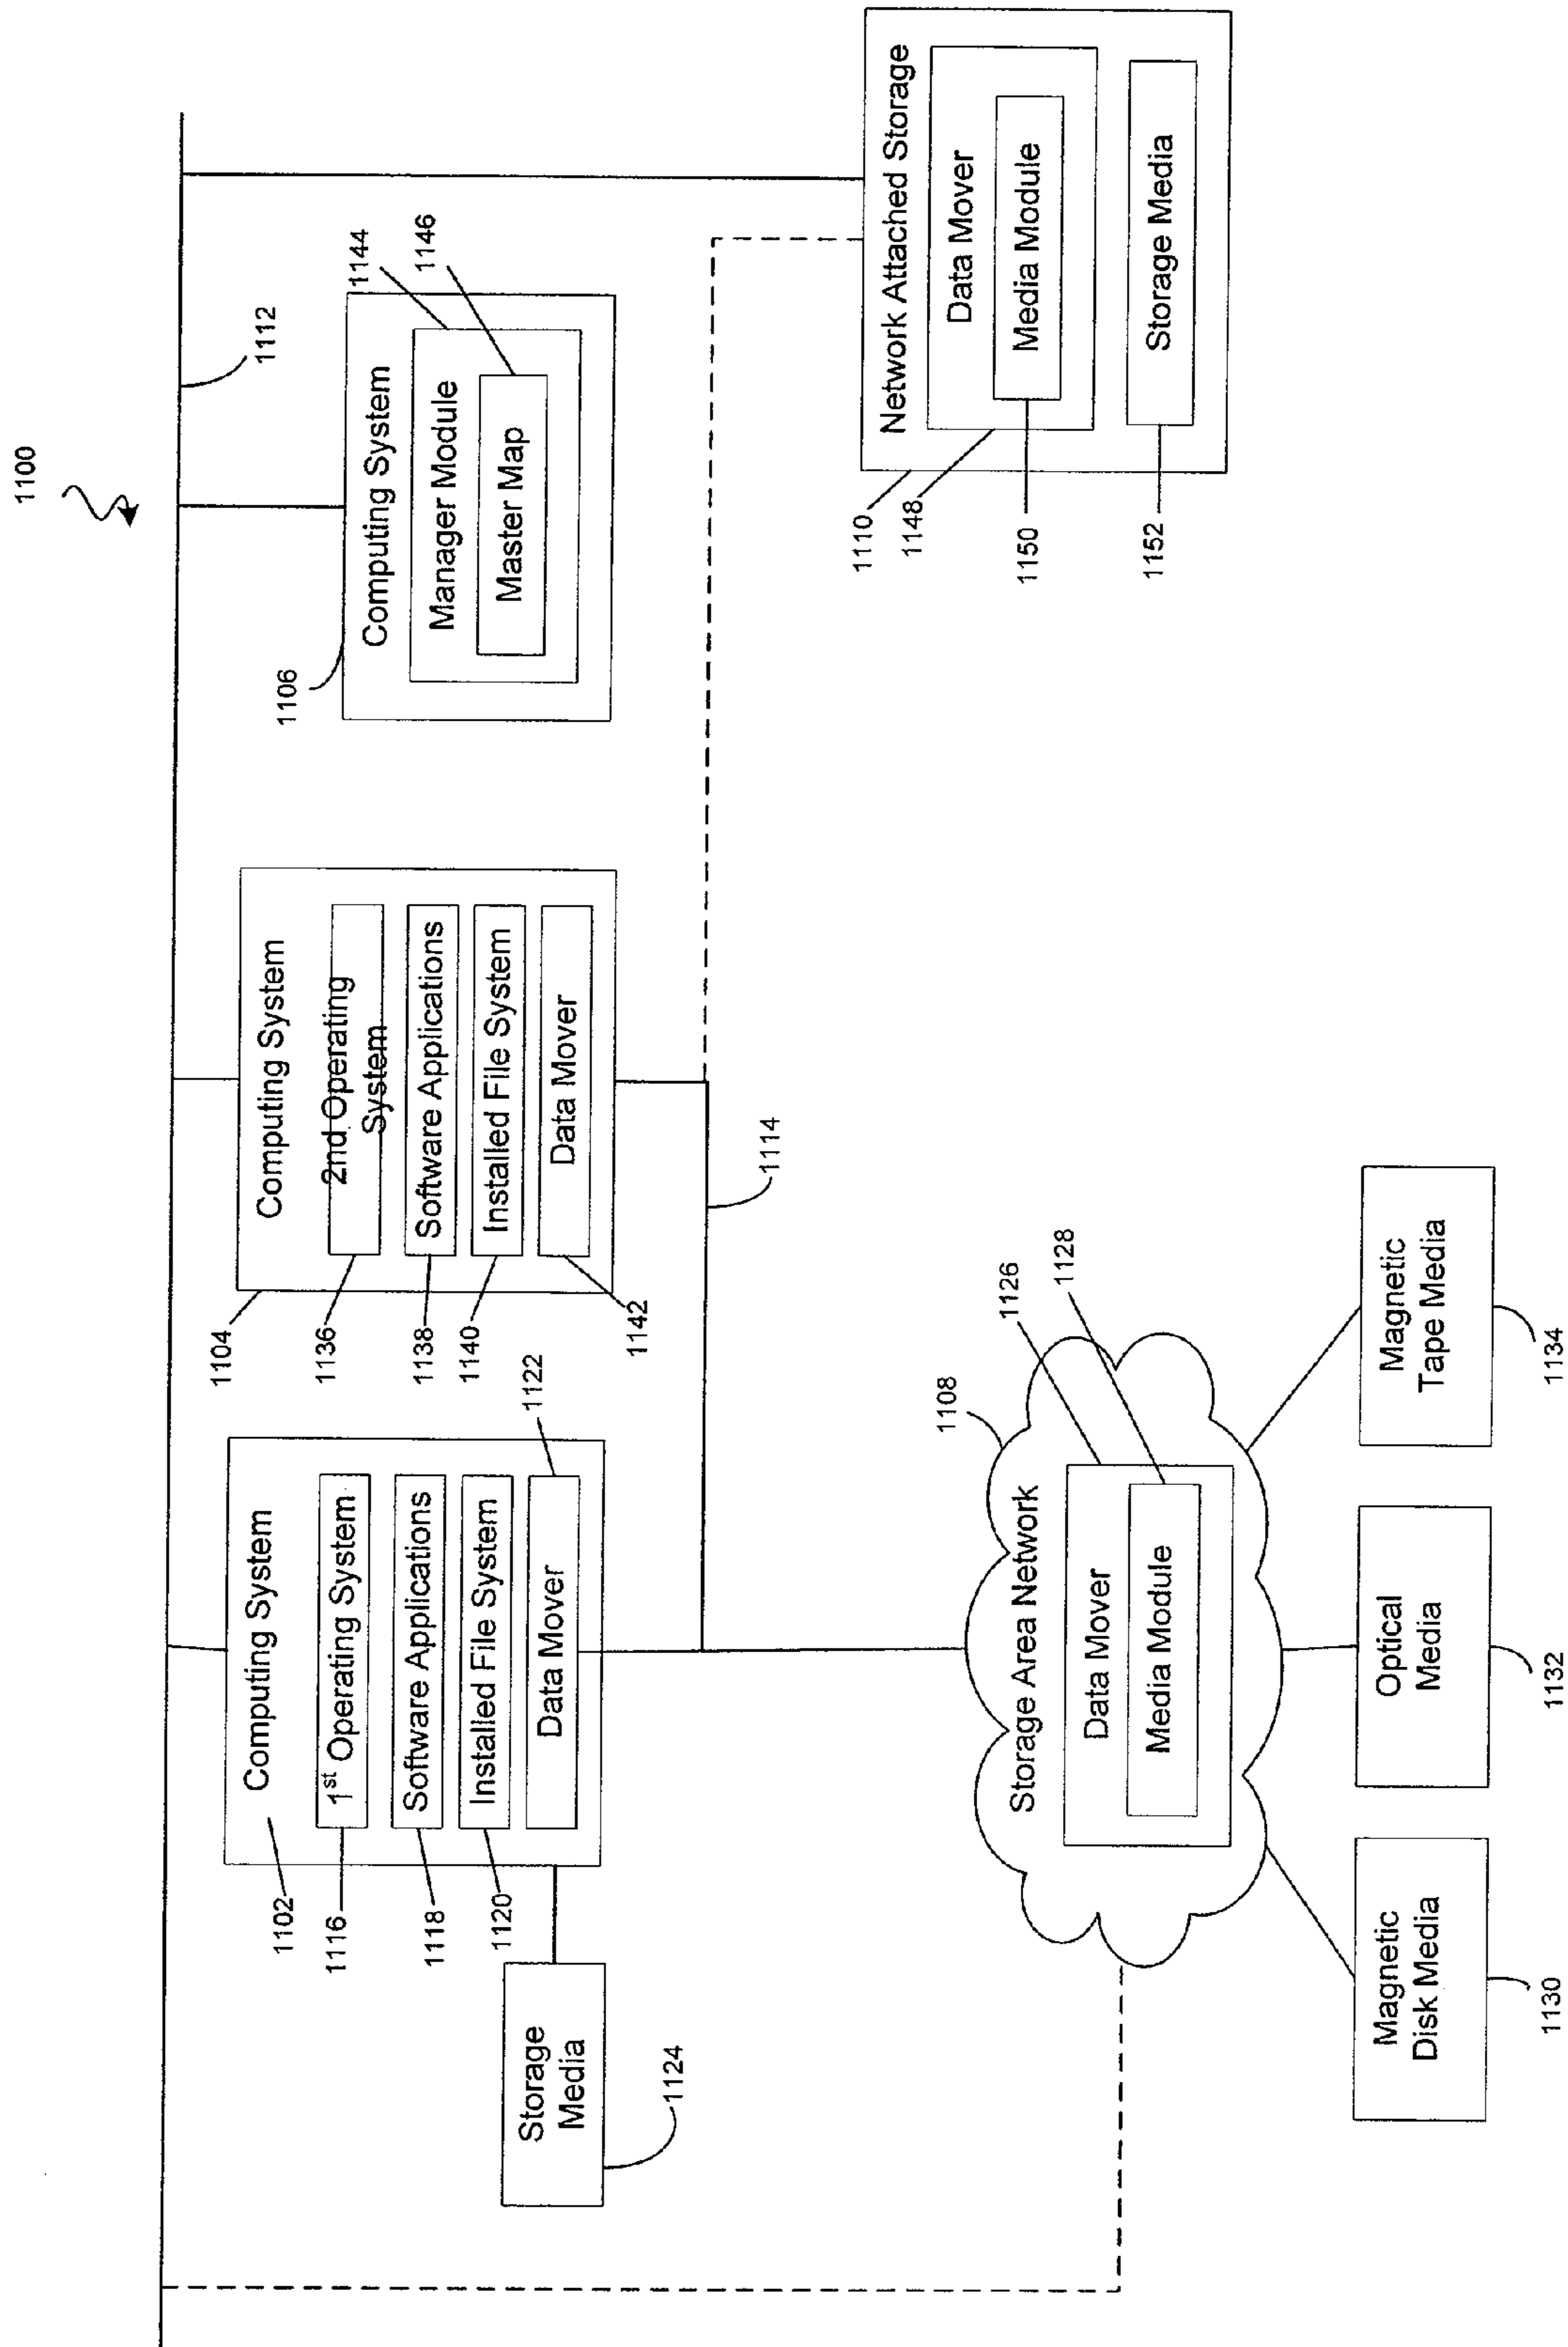 1100
1112
Computing System
1102
1st Operating System
1116
Software Applications
1118
Installed File System
1120
Data Mover
1122
Storage
Media
1124
Computing System
1104
2nd Operating
System
1136
Software Applications
1138
Installed File System
1140
Data Mover
1142
1114
Computing System
1106
Manager Module
1144
Master Map
1146
Storage Area Network
1108
Data Mover
1126
Media Module
1128
Magnetic
Disk Media
1130
Optical
Media
1132
Magnetic
Tape Media
1134
Network Attached Storage
1110
Data Mover
1148
Media Module
1150
Storage Media
1152